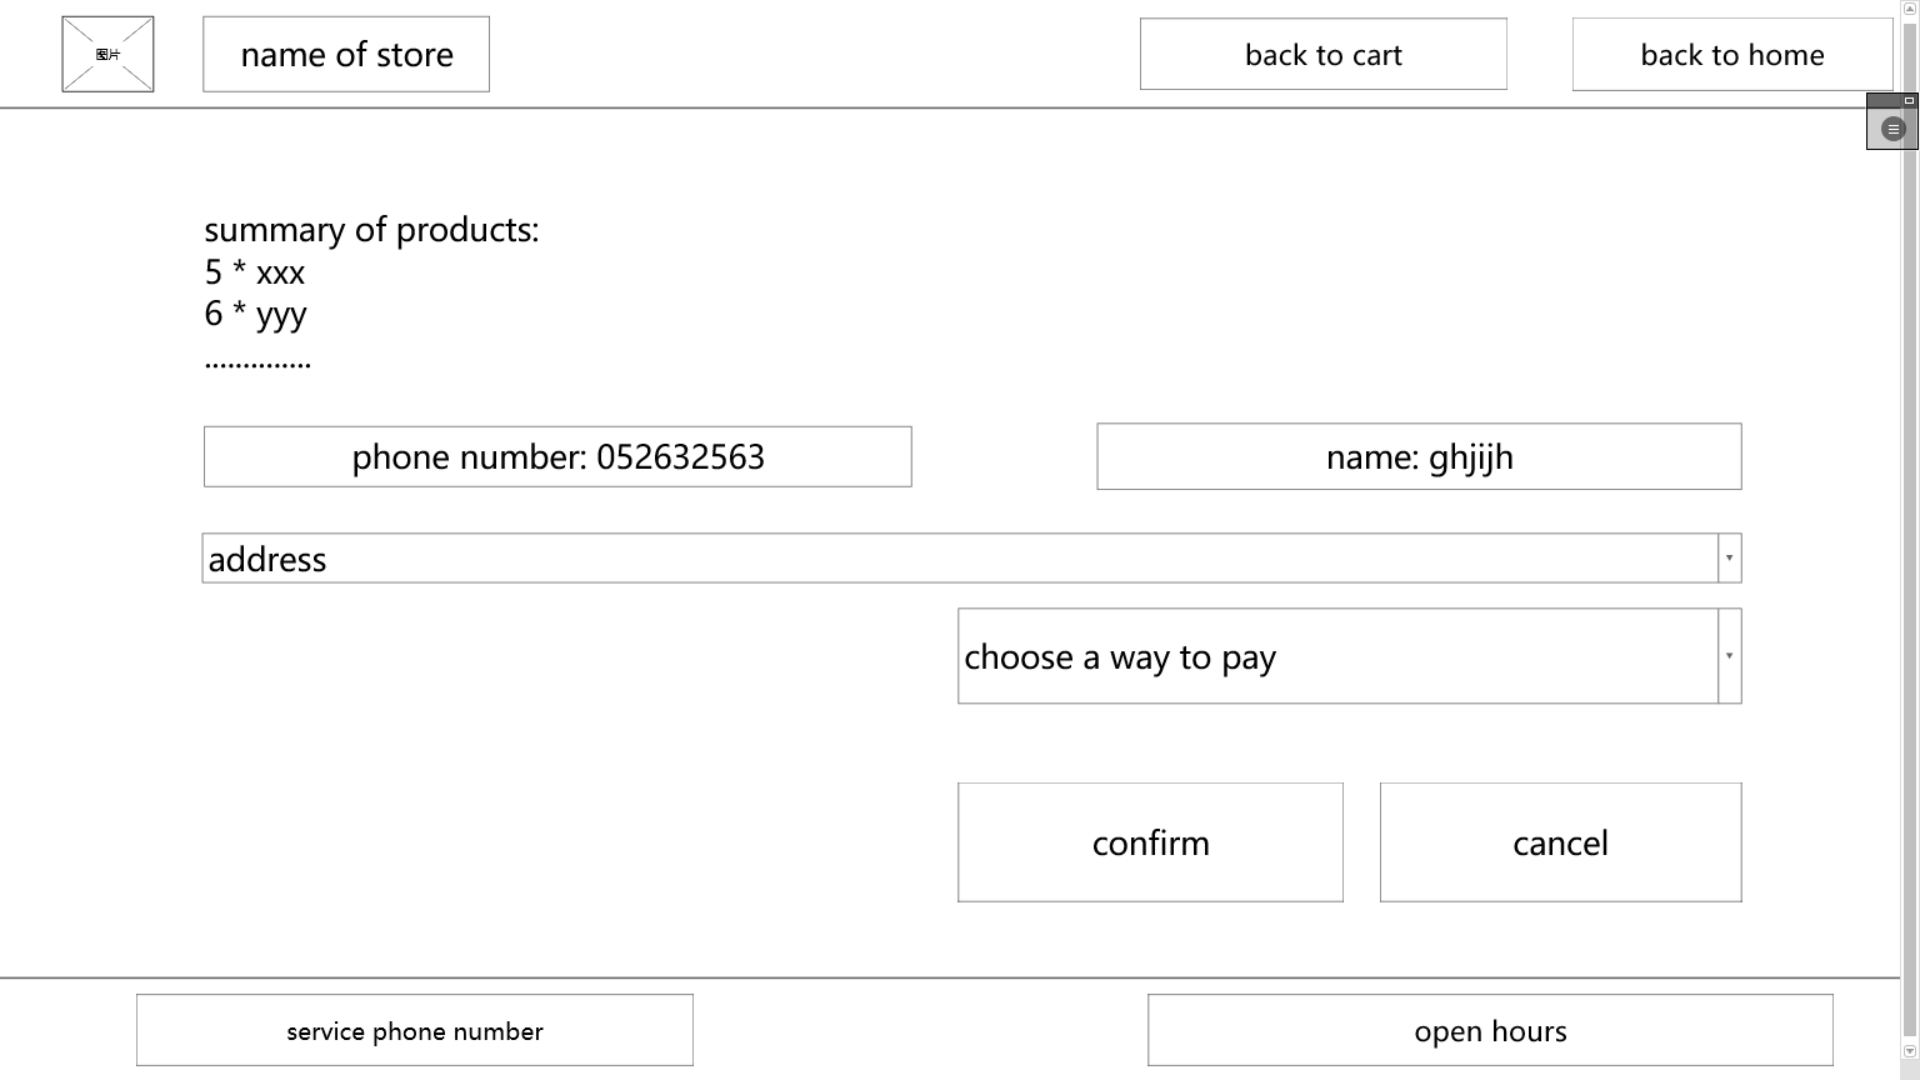 图片
name of store
back to cart
back to home
summary of products:
5 * xxx
6 * yyy
..............
phone number: 052632563
name: ghjijh
address
choose a way to pay
confirm
cancel
service phone number
open hours